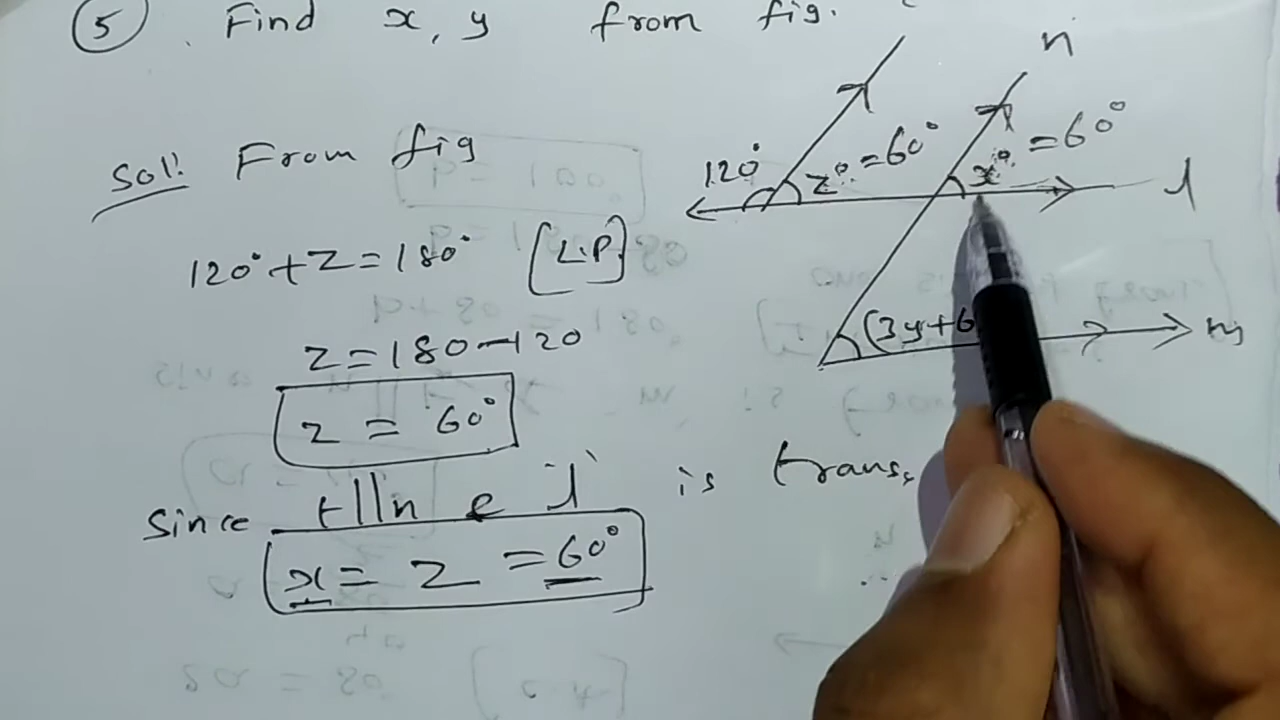 5 Find x, y from fig.
n
120° z° = 60° x° = 60°
l
(3y+6
m
Sol: From fig
120° + z = 180° [L.P]
z = 180 - 120
z = 60°
Since t || n & l is trans,
x = z = 60°